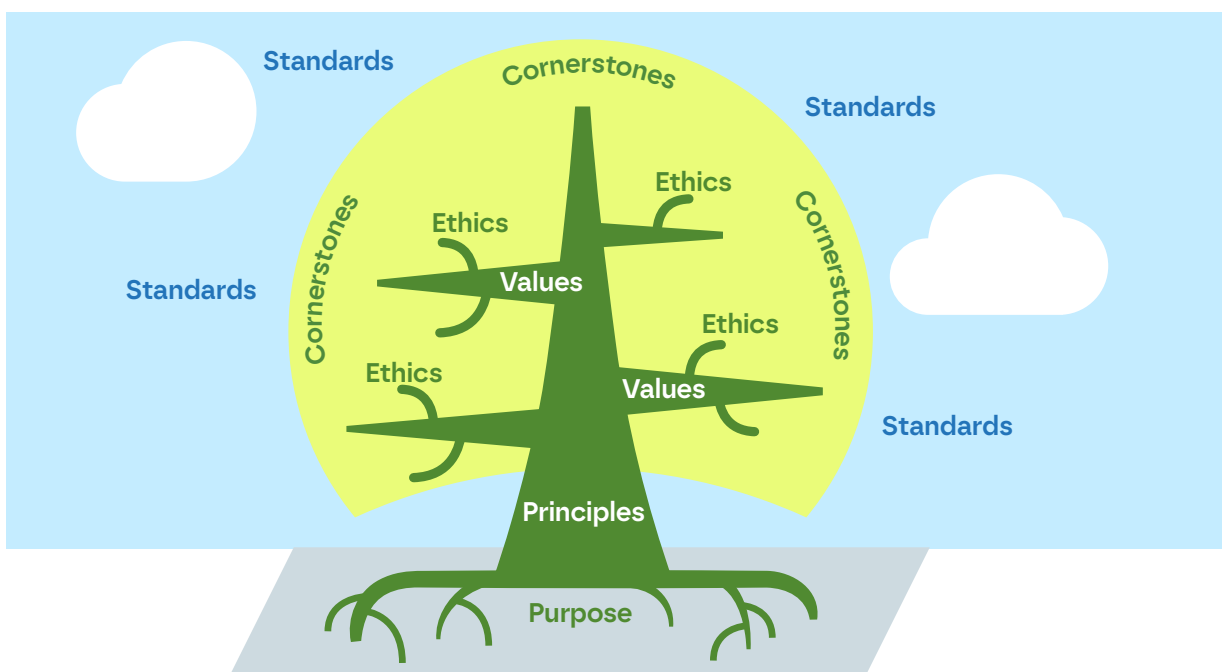 Standards
Cornerstones
Standards
Ethics
Cornerstones
Cornerstones
Ethics
Values
Standards
Ethics
Ethics
Values
Standards
Principles
Purpose